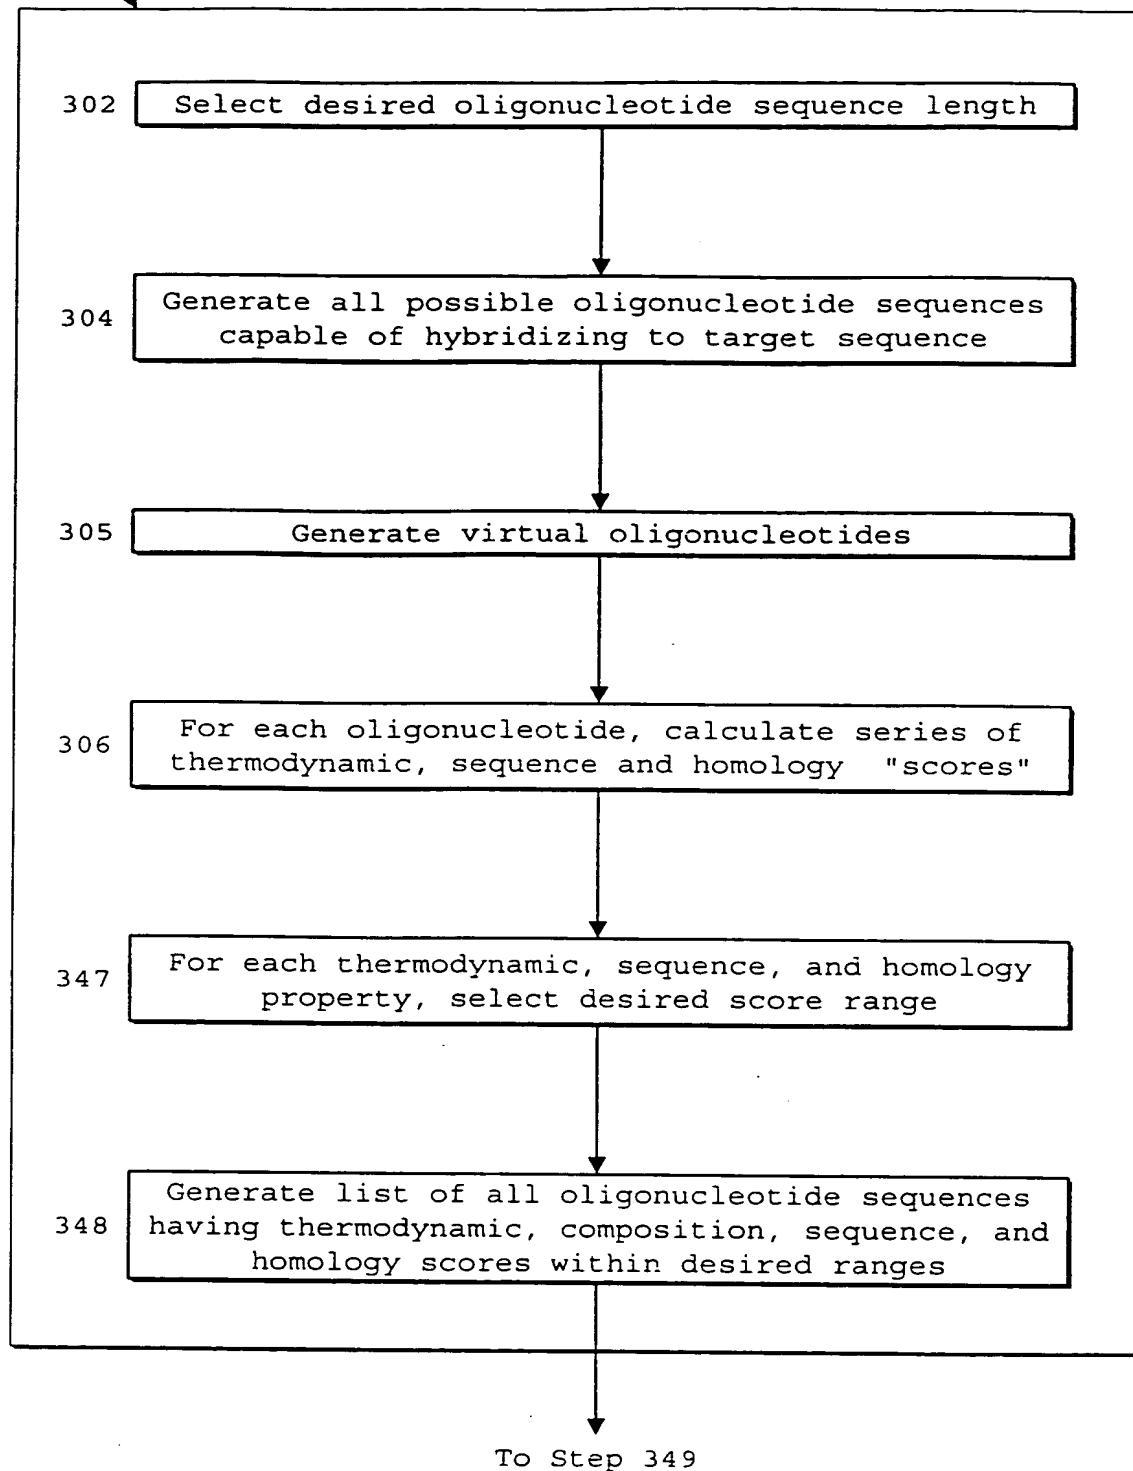 302 Select desired oligonucleotide sequence length
304 Generate all possible oligonucleotide sequences
capable of hybridizing to target sequence
305 Generate virtual oligonucleotides
306 For each oligonucleotide, calculate series of
thermodynamic, sequence and homology "scores"
347 For each thermodynamic, sequence, and homology
property, select desired score range
348 Generate list of all oligonucleotide sequences
having thermodynamic, composition, sequence, and
homology scores within desired ranges
To Step 349